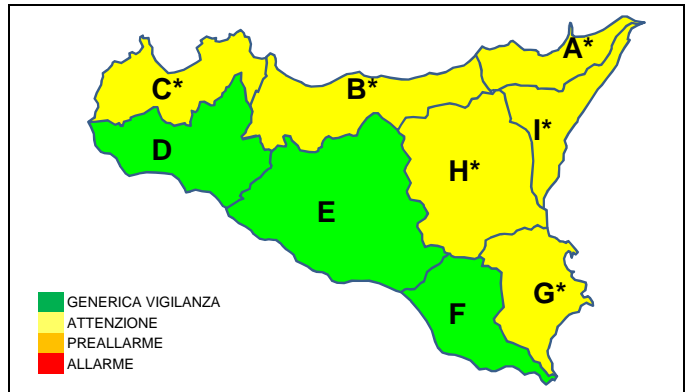 A*
C*
B*
I*
D
H*
E
G*
F
GENERICA VIGILANZA
ATTENZIONE
PREALLARME
ALLARME